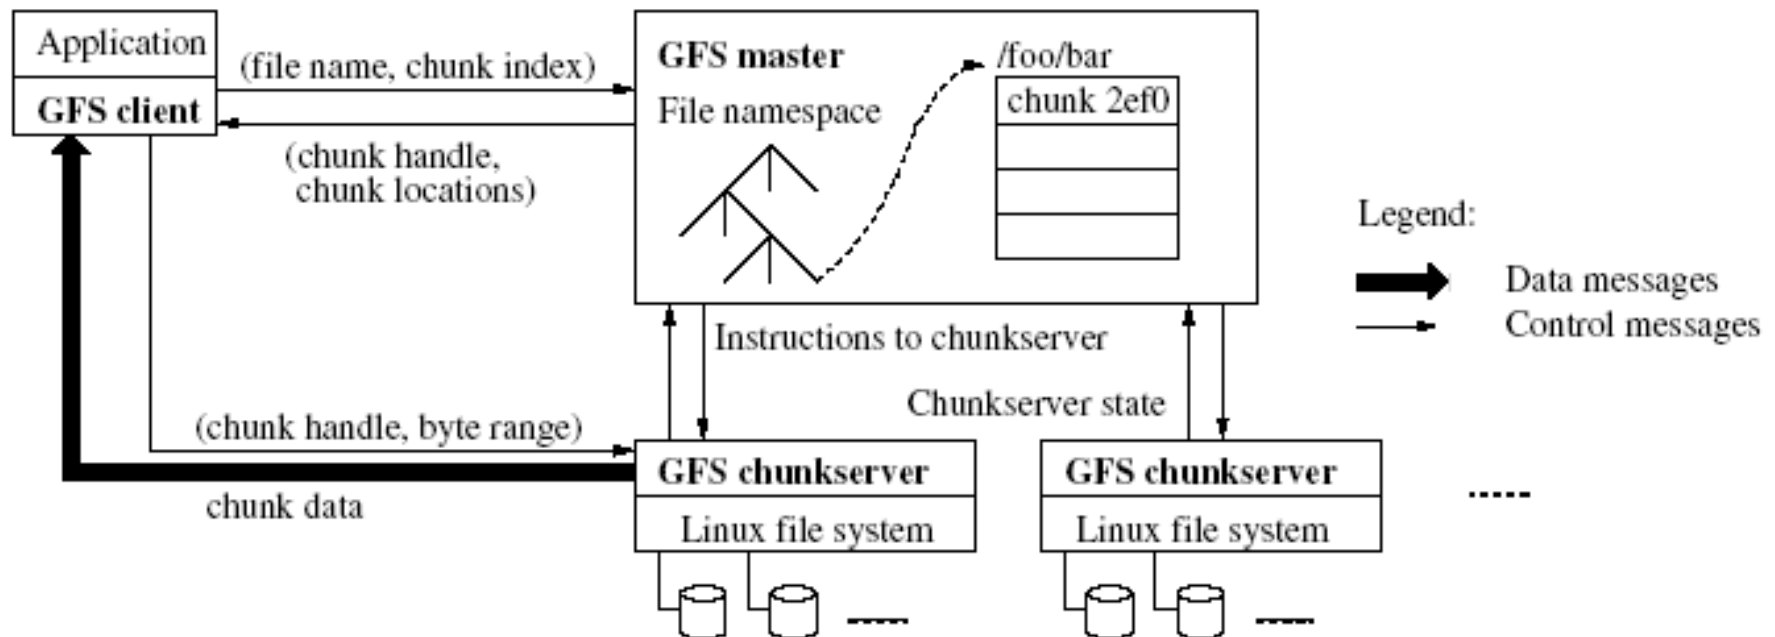 Application
GFS client
(file name, chunk index)
(chunk handle,
chunk locations)
GFS master
File namespace
/foo/bar
chunk 2ef0
Legend:
Data messages
Control messages
Instructions to chunkserver
Chunkserver state
(chunk handle, byte range)
chunk data
GFS chunkserver
Linux file system
GFS chunkserver
Linux file system